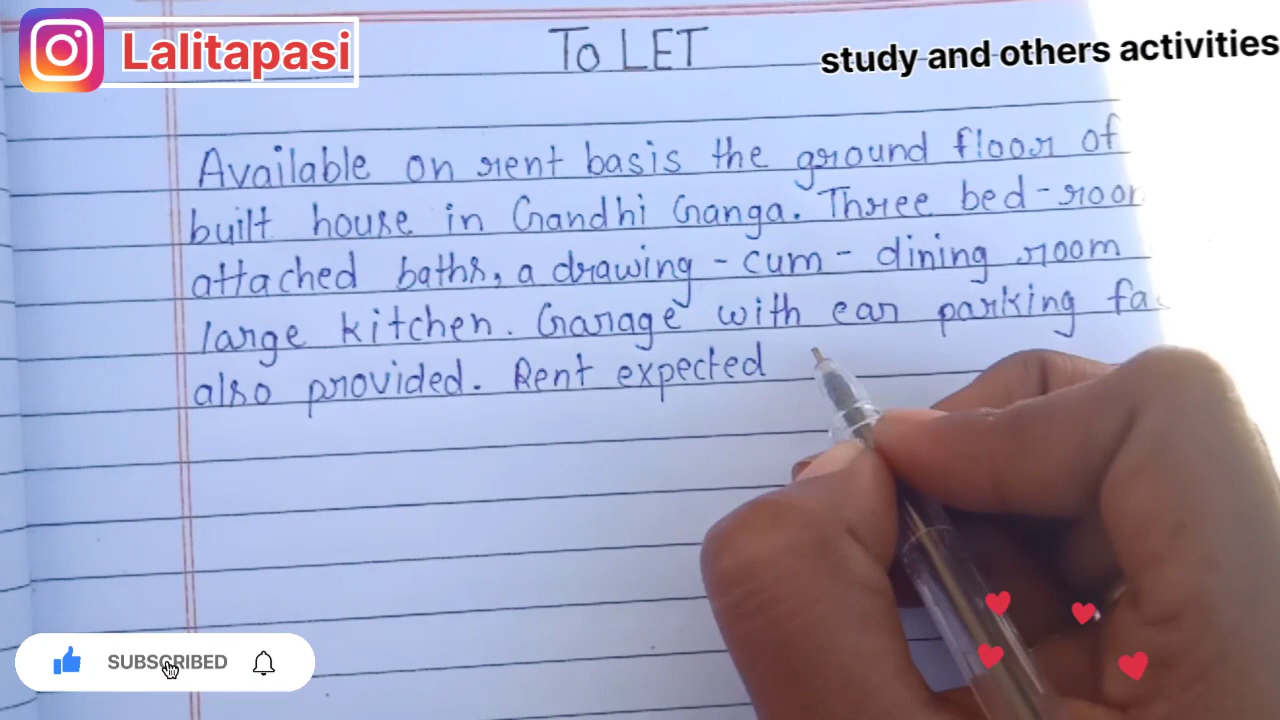 Lalitapasi
study and others activities
To LET
Available on rent basis the ground floor of
built house in Gandhi Ganga. Three bed-room
attached baths, a drawing-cum-dining room
large kitchen. Garage with car parking
also provided. Rent expected
SUBSCRIBED